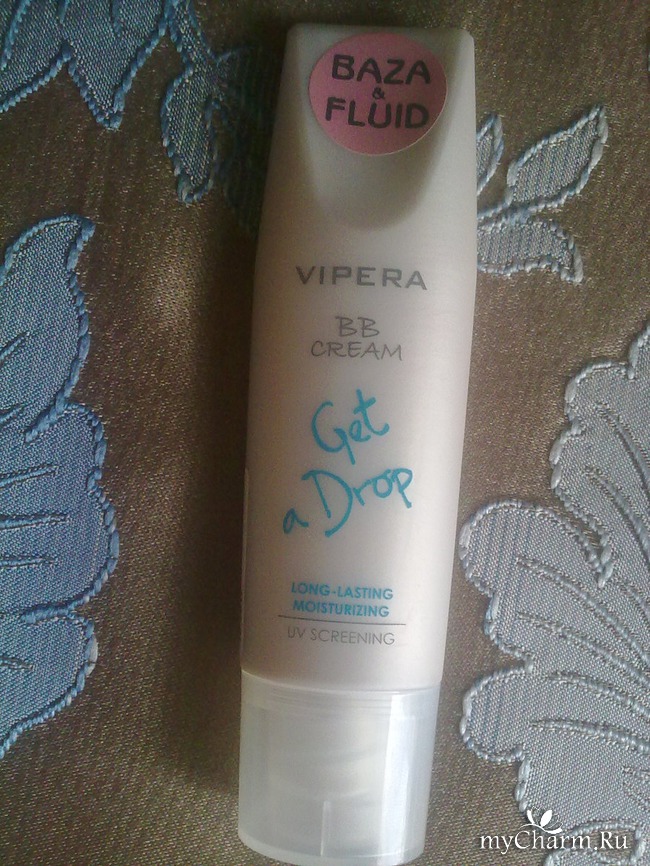 BAZA
&
FLUID
VIPERA
BB
CREAM
Get
a Drop
LONG-LASTING
MOISTURIZING
UV SCREENING
myCharm.Ru